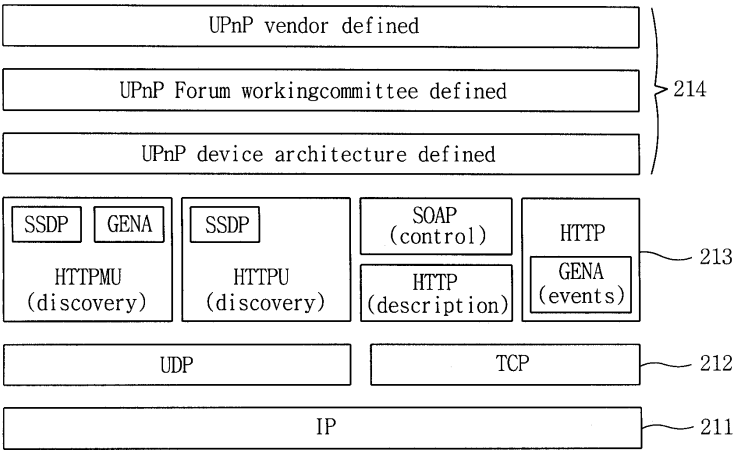 UPnP vendor defined
UPnP Forum workingcommittee defined
214
UPnP device architecture defined
SSDP GENA
HTTPMU
(discovery)
SSDP
HTTPU
(discovery)
SOAP
(control)
HTTP
(description)
HTTP
GENA
(events)
213
UDP
TCP
212
IP
211